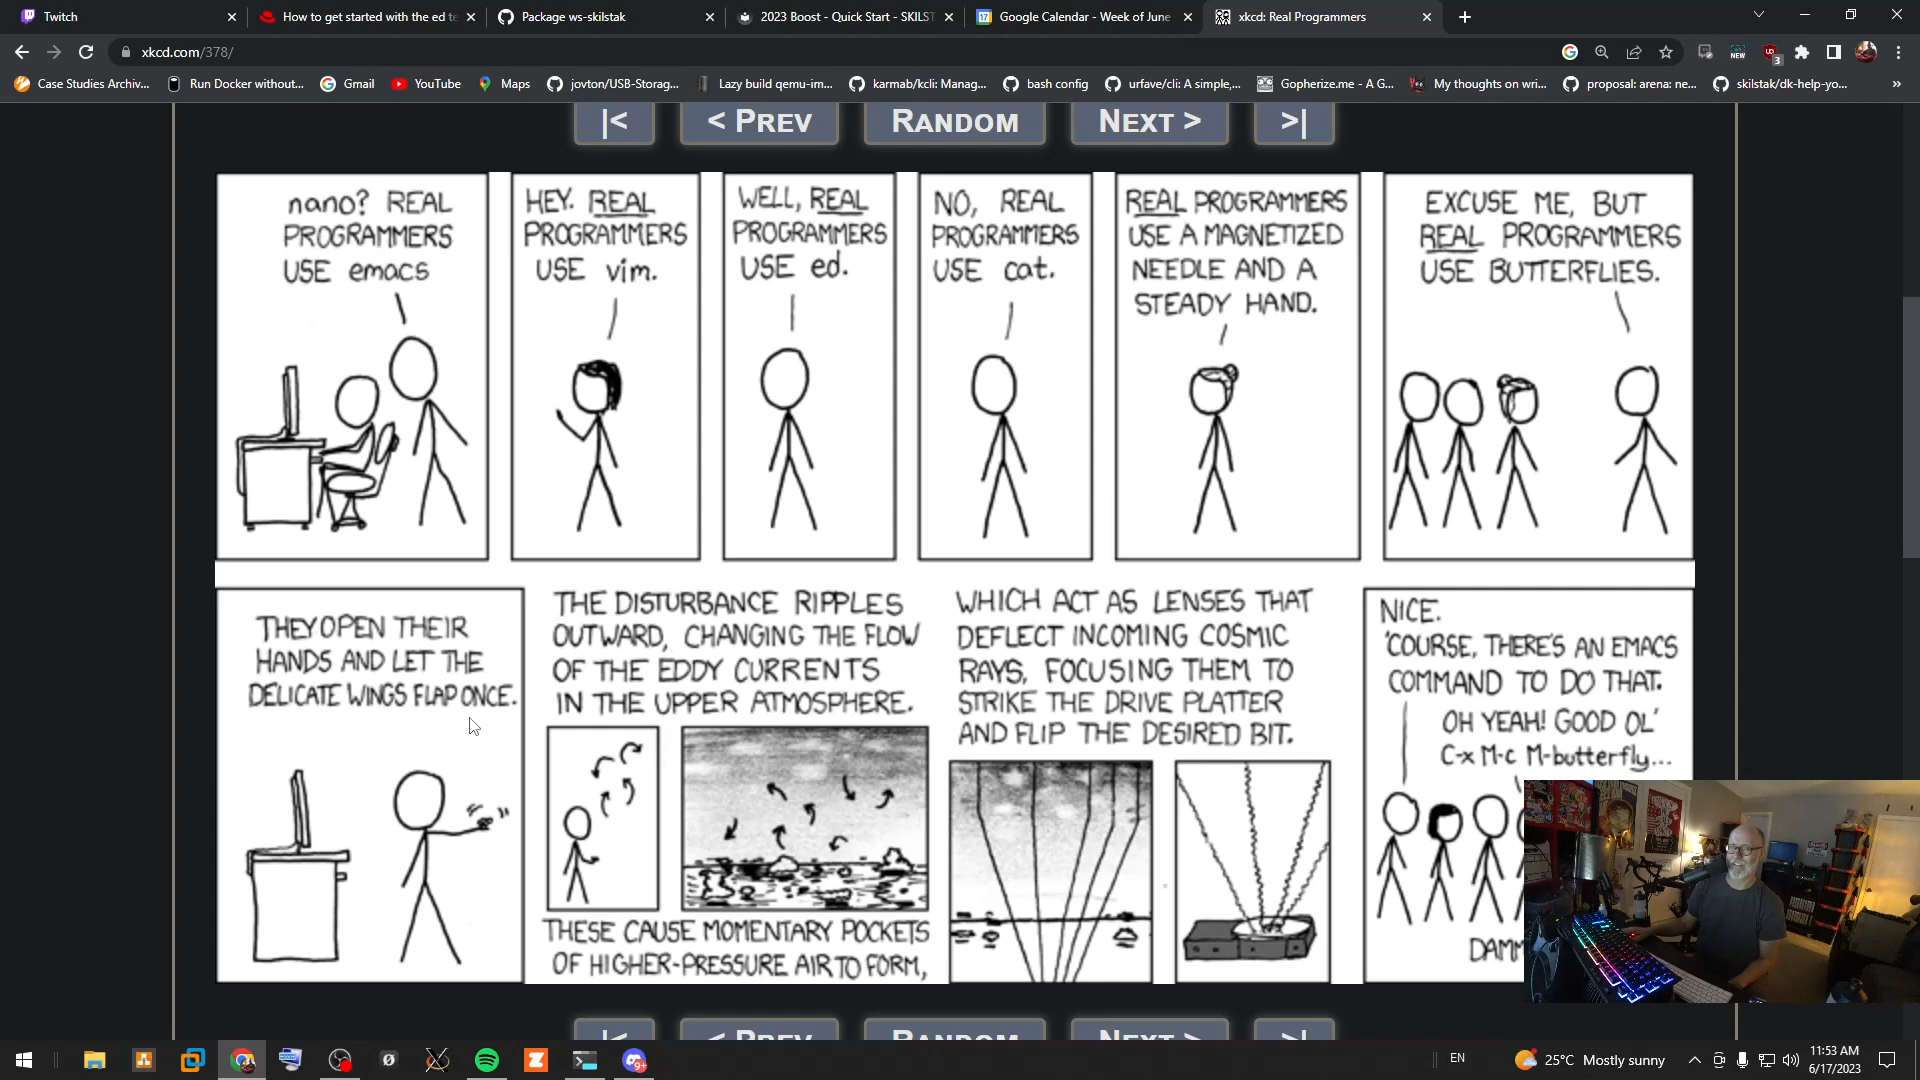 Twitch
How to get started with the ed te
Package ws-skilstak
2023 Boost - Quick Start - SKILST
Google Calendar - Week of June
xkcd: Real Programmers
xkcd.com/378/
NEW
3
Case Studies Archiv...
Run Docker without...
Gmail
YouTube
Maps
jovton/USB-Storag...
Lazy build qemu-im...
karmab/kcli: Manag...
bash config
urfave/cli: A simple,...
Gopherize.me - A G...
My thoughts on wri...
proposal: arena: ne...
skilstak/dk-help-yo...
|<
< PREV
RANDOM
NEXT >
>|
nano? REAL
PROGRAMMERS
USE emacs
HEY. REAL
PROGRAMMERS
USE vim.
WELL, REAL
PROGRAMMERS
USE ed.
NO, REAL
PROGRAMMERS
USE cat.
REAL PROGRAMMERS
USE A MAGNETIZED
NEEDLE AND A
STEADY HAND.
EXCUSE ME, BUT
REAL PROGRAMMERS
USE BUTTERFLIES.
THEY OPEN THEIR
HANDS AND LET THE
DELICATE WINGS FLAP ONCE.
THE DISTURBANCE RIPPLES
OUTWARD, CHANGING THE FLOW
OF THE EDDY CURRENTS
IN THE UPPER ATMOSPHERE.
THESE CAUSE MOMENTARY POCKETS
OF HIGHER-PRESSURE AIR TO FORM,
WHICH ACT AS LENSES THAT
DEFLECT INCOMING COSMIC
RAYS, FOCUSING THEM TO
STRIKE THE DRIVE PLATTER
AND FLIP THE DESIRED BIT.
NICE.
'COURSE, THERE'S AN EMACS
COMMAND TO DO THAT.
OH YEAH! GOOD OL'
C-x M-c M-butterfly...
DAMM
|<
< PREV
RANDOM
NEXT >
>|
EN
25°C Mostly sunny
11:53 AM
6/17/2023